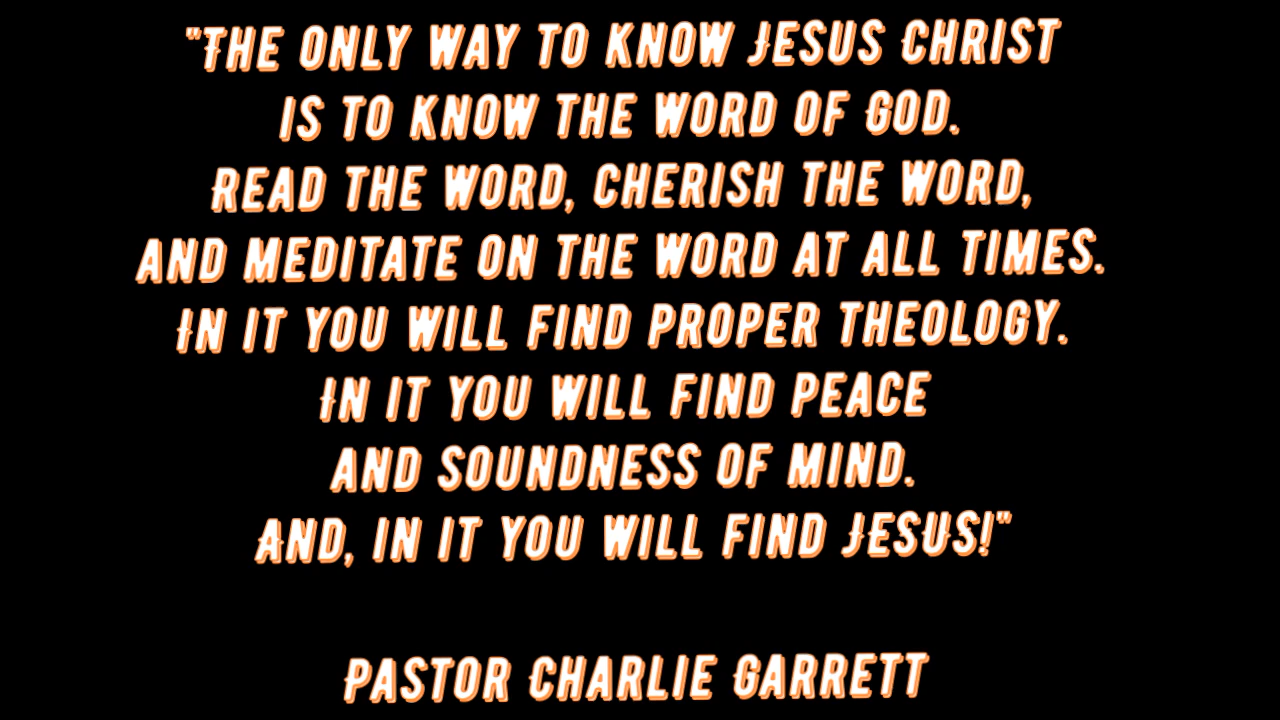 "The only way to know Jesus Christ
is to know the word of God.
Read the word, cherish the word,
and meditate on the word at all times.
In it you will find proper theology.
In it you will find peace
and soundness of mind.
And, in it you will find Jesus!"
Pastor Charlie Garrett